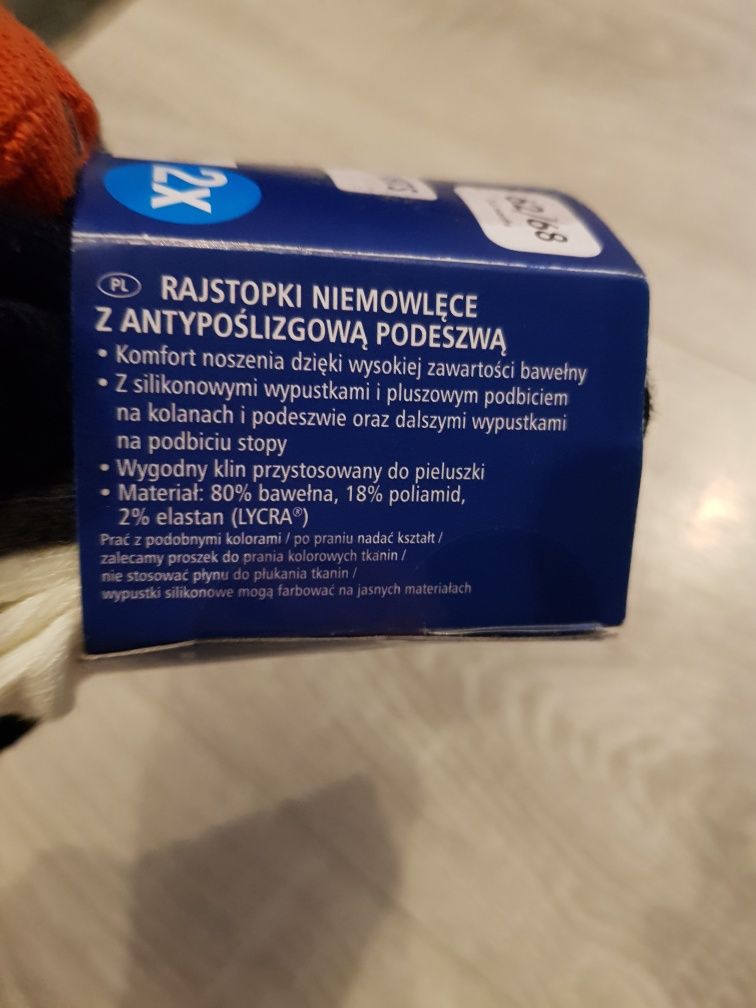 2x
62/68
PL
RAJSTOPKI NIEMOWLĘCE
Z ANTYPOŚLIZGOWĄ PODESZWĄ
• Komfort noszenia dzięki wysokiej zawartości bawełny
• Z silikonowymi wypustkami i pluszowym podbiciem
na kolanach i podeszwie oraz dalszymi wypustkami
na podbiciu stopy
• Wygodny klin przystosowany do pieluszki
• Materiał: 80% bawełna, 18% poliamid,
2% elastan (LYCRA®)
Prać z podobnymi kolorami / po praniu nadać kształt /
zalecamy proszek do prania kolorowych tkanin /
nie stosować płynu do płukania tkanin /
wypustki silikonowe mogą farbować na jasnych materiałach